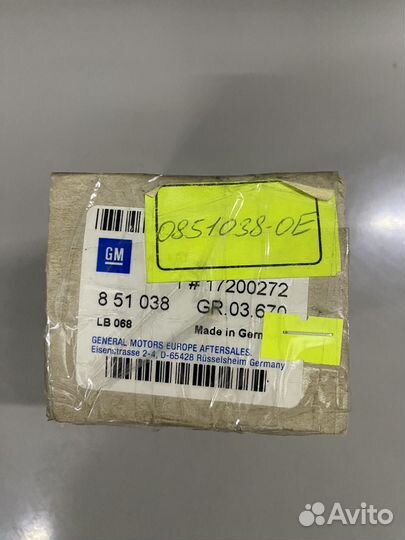 0851038-OE
GM
# 17200272
8 51 038 GR.03.670
LB 068 Made in Germ
GENERAL MOTORS EUROPE AFTERSALES.
Eisenstrasse 2-4, D-65428 Rüsselsheim Germany
Avito